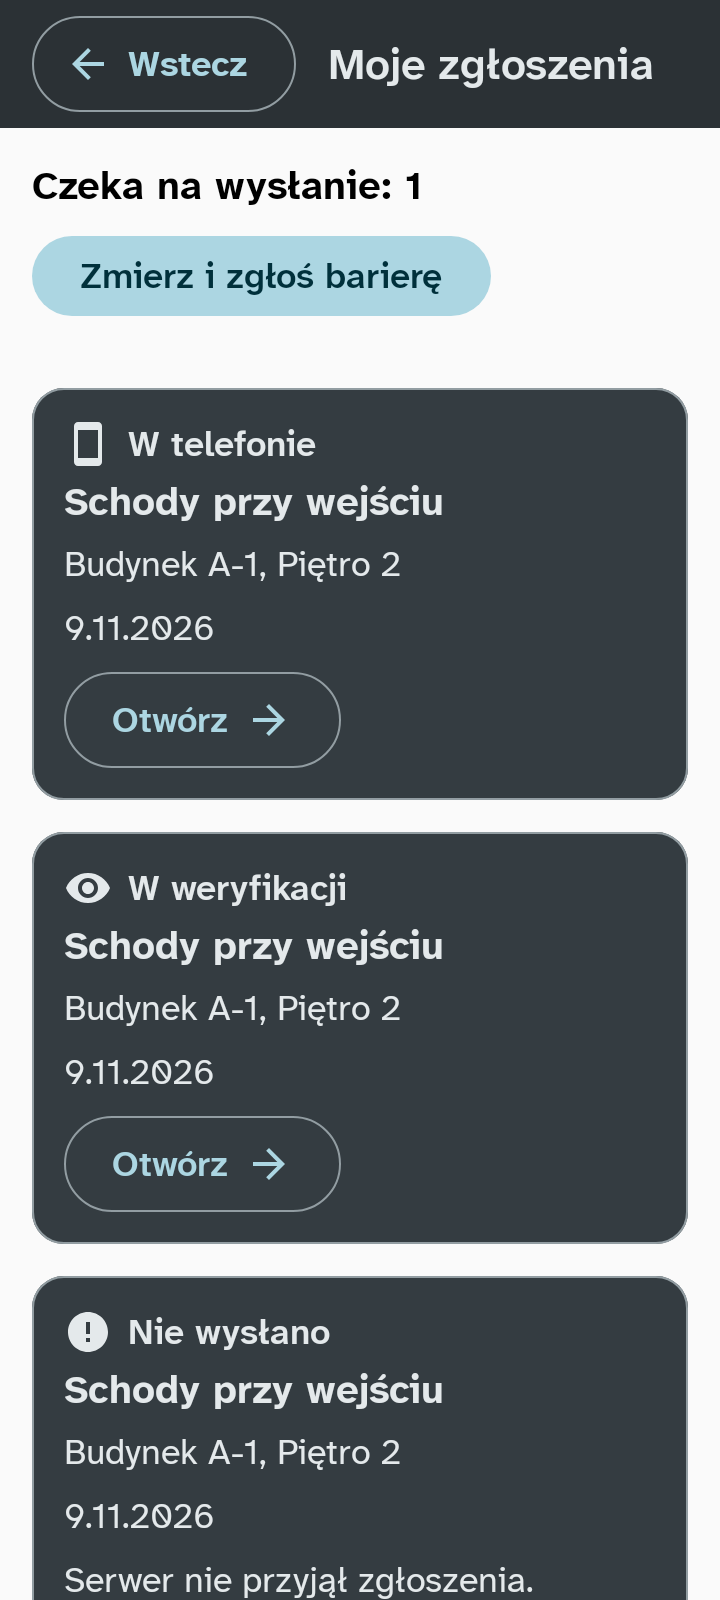 Wstecz
Moje zgłoszenia
Czeka na wysłanie: 1
Zmierz i zgłoś barierę
W telefonie
Schody przy wejściu
Budynek A-1, Piętro 2
9.11.2026
Otwórz
W weryfikacji
Schody przy wejściu
Budynek A-1, Piętro 2
9.11.2026
Otwórz
Nie wysłano
Schody przy wejściu
Budynek A-1, Piętro 2
9.11.2026
Serwer nie przyjął zgłoszenia.